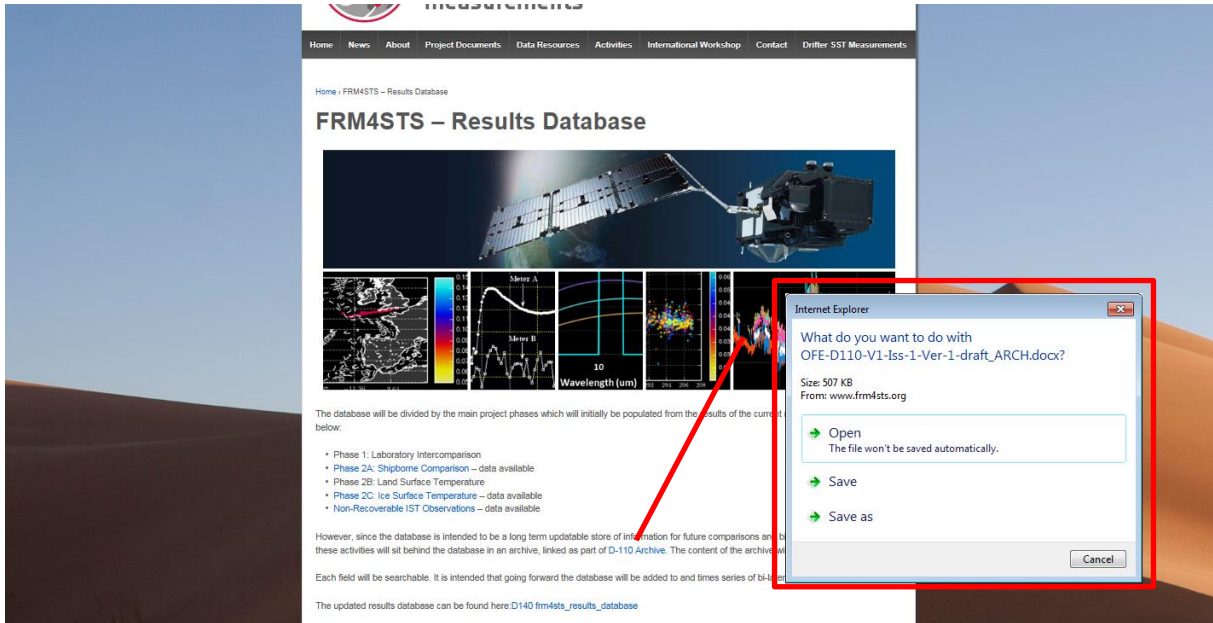 measurements
Home News About Project Documents Data Resources Activities International Workshop Contact Drifter SST Measurements
Home › FRM4STS – Results Database
FRM4STS – Results Database
Meter A
Meter B
10
Wavelength (um)
292 294 296 298
The database will be divided by the main project phases which will initially be populated from the results of the current
below:
• Phase 1: Laboratory Intercomparison
• Phase 2A: Shipborne Comparison – data available
• Phase 2B: Land Surface Temperature
• Phase 2C: Ice Surface Temperature – data available
• Non-Recoverable IST Observations – data available
However, since the database is intended to be a long term updatable store of information for future comparisons and bi
these activities will sit behind the database in an archive, linked as part of D-110 Archive. The content of the archive wi
Each field will be searchable. It is intended that going forward the database will be added to and times series of bi-later
The updated results database can be found here:D140 frm4sts_results_database
Internet Explorer
What do you want to do with
OFE-D110-V1-Iss-1-Ver-1-draft_ARCH.docx?
Size: 507 KB
From: www.frm4sts.org
Open
The file won't be saved automatically.
Save
Save as
Cancel